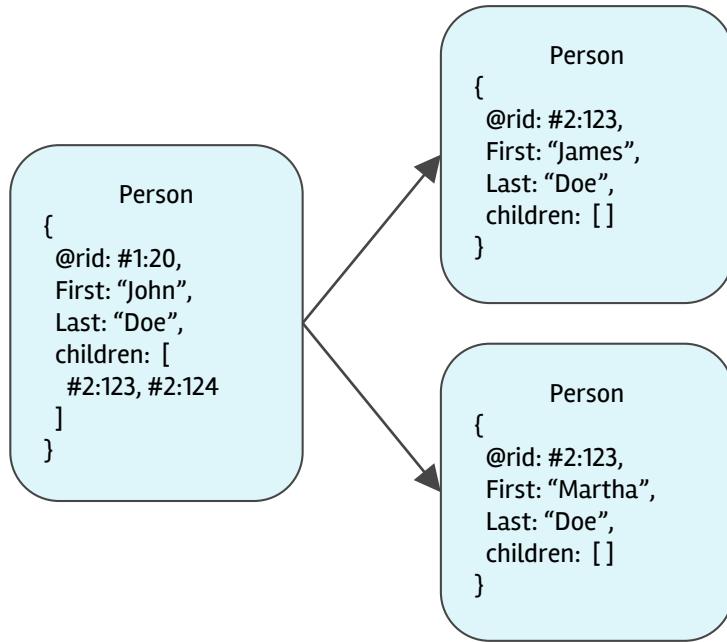 Person
{
@rid: #1:20,
First: “John”,
Last: “Doe”,
children: [
#2:123, #2:124
]
}
Person
{
@rid: #2:123,
First: “James”,
Last: “Doe”,
children: [ ]
}
Person
{
@rid: #2:123,
First: “Martha”,
Last: “Doe”,
children: [ ]
}